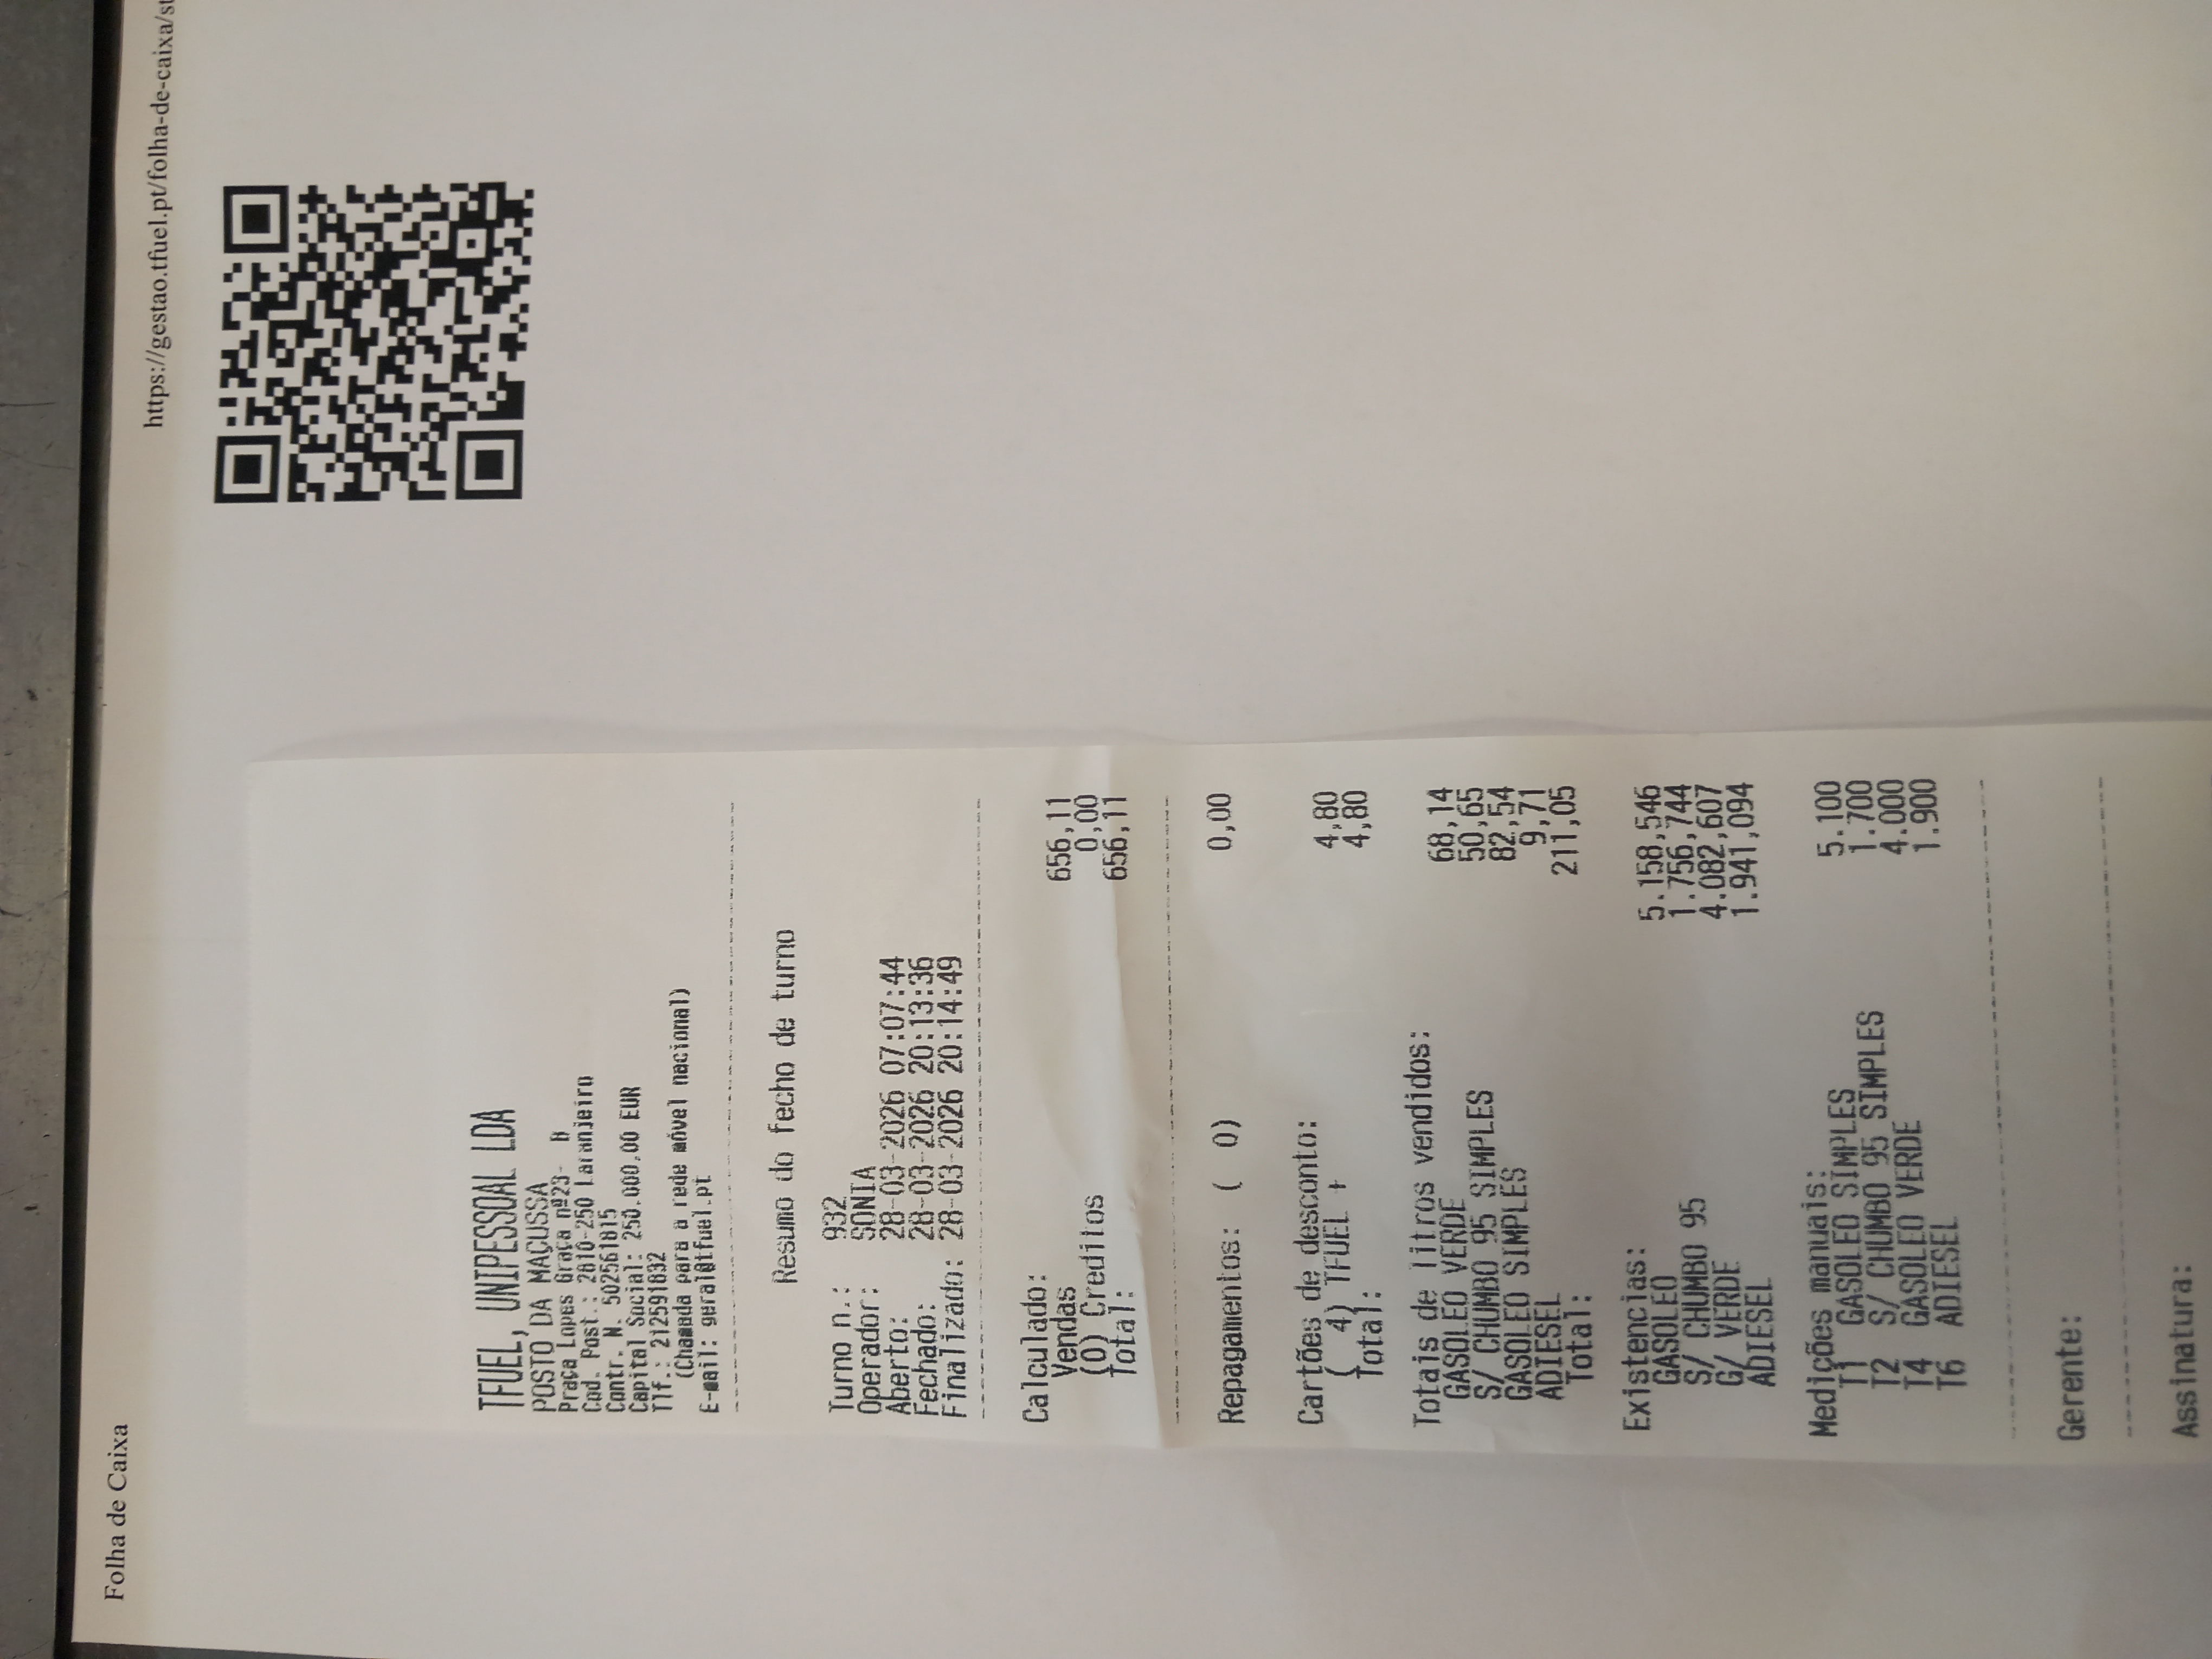 Folha de Caixa
https://gestao.tfuel.pt/folha-de-caixa/st
TFUEL, UNIPESSOAL LDA
POSTO DA MAÇUSSA
Praça Lopes Graça nº23- B
Cod. Post.: 2810-250 Laranjeiro
Contr. N. 502561815
Capital Social: 250.000,00 EUR
Tlf.: 212591832
(Chamada para a rede móvel nacional)
E-mail: geral@tfuel.pt
Resumo do fecho de turno
Turno n.: 932
Operador: SONIA
Aberto: 28-03-2026 07:07:44
Fechado: 28-03-2026 20:13:36
Finalizado: 28-03-2026 20:14:49
Calculado:
Vendas 656,11
(0) Creditos 0,00
Total: 656,11
Repagamentos: ( 0) 0,00
Cartões de desconto:
( 4) TFUEL + 4,80
Total: 4,80
Totais de litros vendidos:
GASOLEO VERDE 68,14
S/ CHUMBO 95 SIMPLES 50,65
GASOLEO SIMPLES 82,54
ADIESEL 9,71
Total: 211,05
Existencias:
GASOLEO 5.158,546
S/ CHUMBO 95 1.756,744
G/ VERDE 4.082,607
ADIESEL 1.941,094
Medições manuais:
T1 GASOLEO SIMPLES 5.100
T2 S/ CHUMBO 95 SIMPLES 1.700
T4 GASOLEO VERDE 4.000
T6 ADIESEL 1.900
Gerente:
Assinatura: